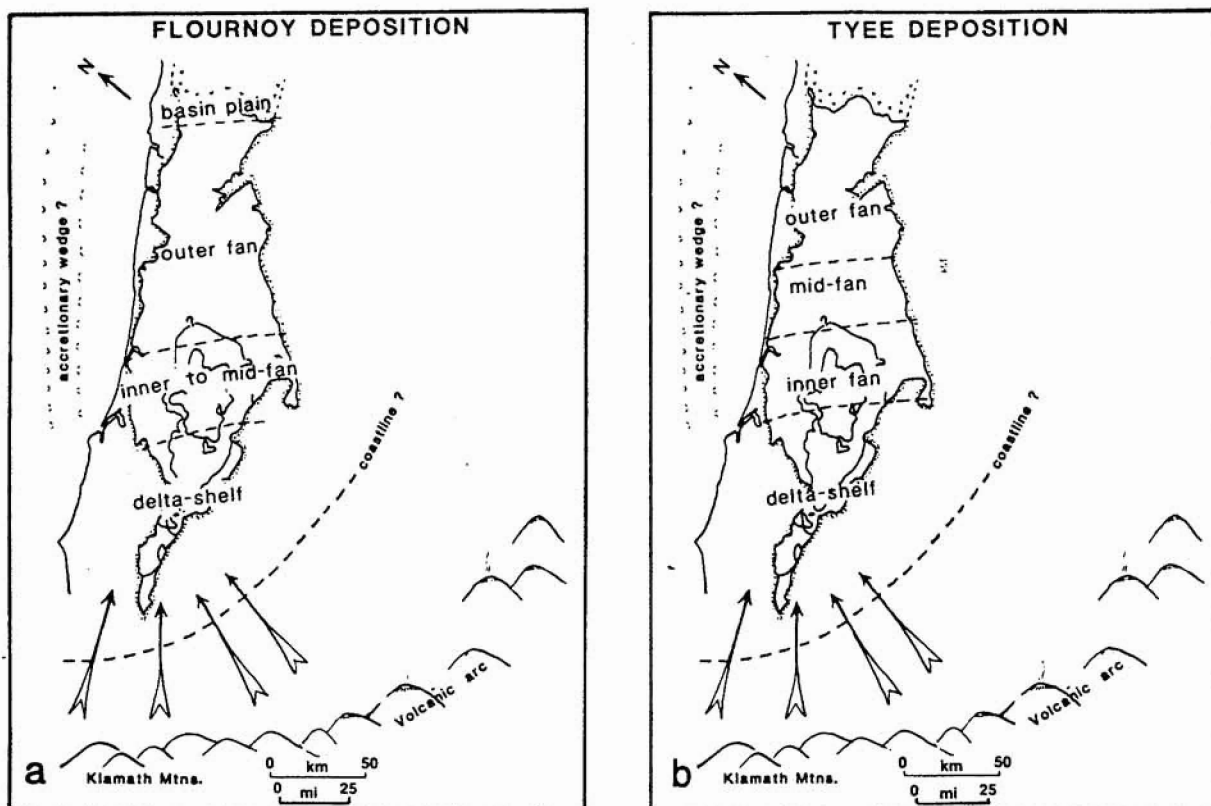 FLOURNOY DEPOSITION
N
basin plain
accretionary wedge ?
outer fan
?
inner to mid-fan
coastline ?
delta-shelf
Volcanic arc
Klamath Mtns.
0 km 50
0 mi 25
a
TYEE DEPOSITION
N
accretionary wedge ?
outer fan
mid-fan
?
inner fan
coastline ?
delta-shelf
Volcanic arc
Klamath Mtns.
0 km 50
0 mi 25
b